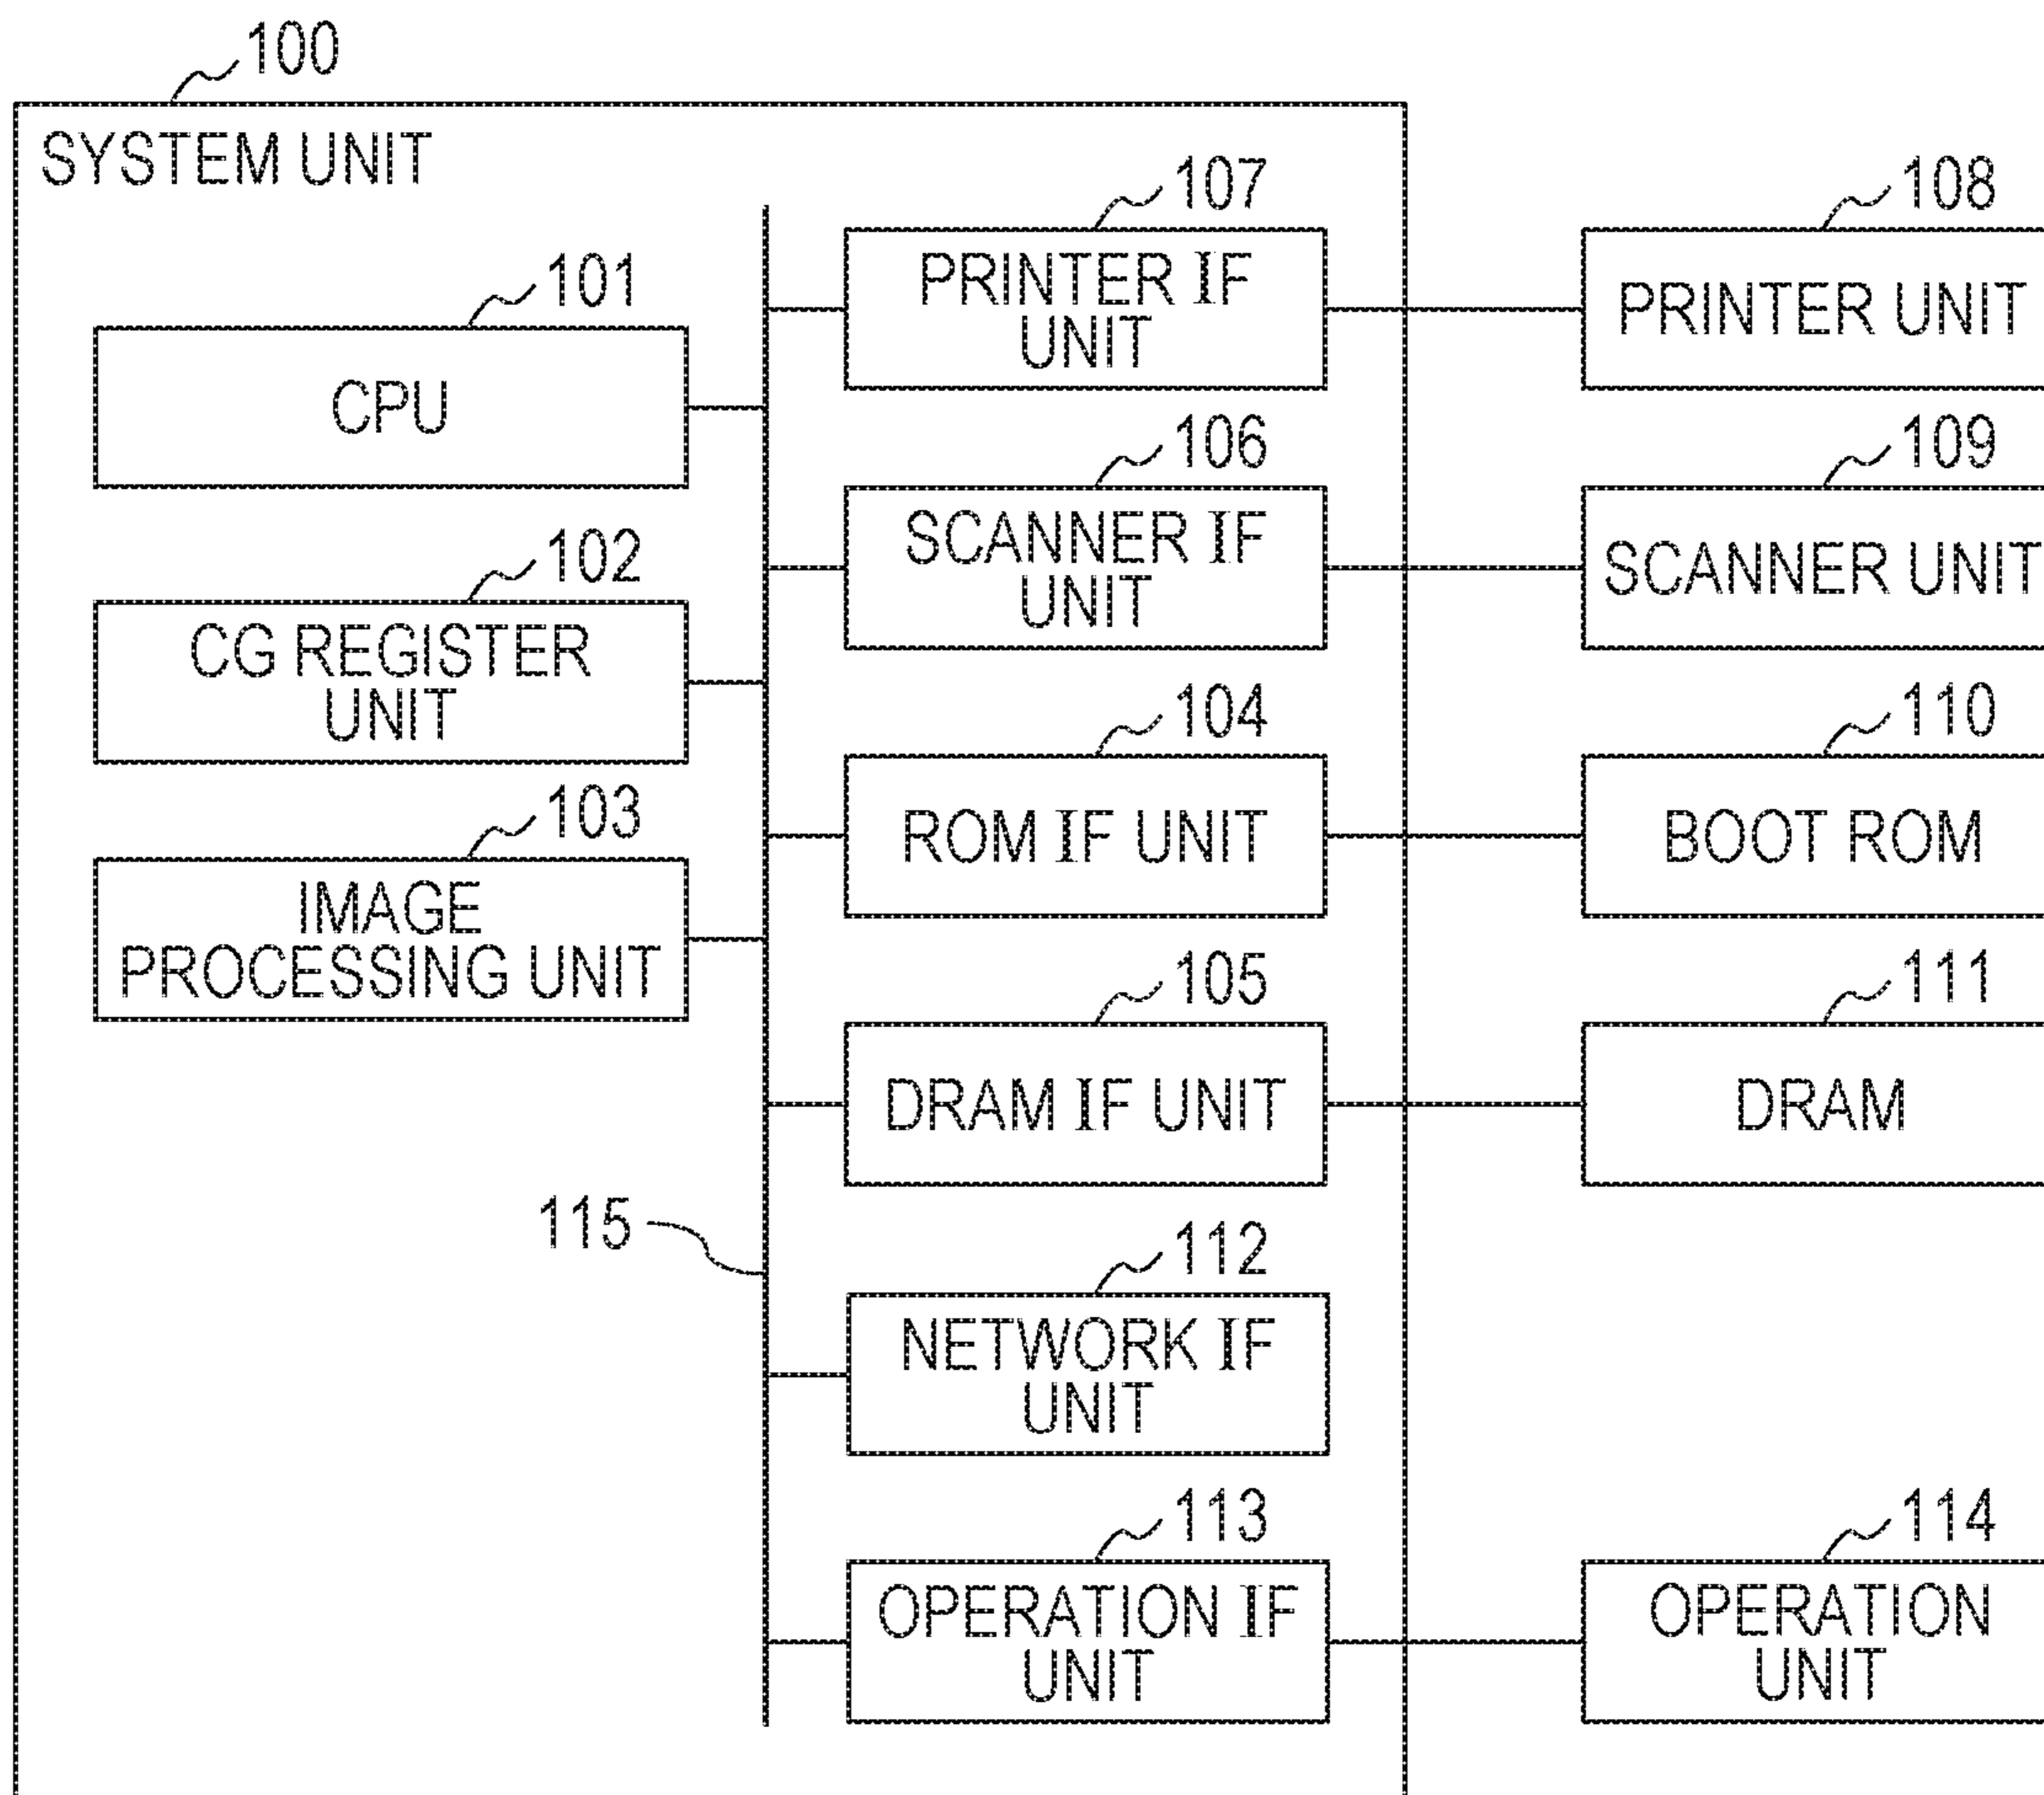 100
SYSTEM UNIT
101
CPU
102
CG REGISTER
UNIT
103
IMAGE
PROCESSING UNIT
115
107
PRINTER IF
UNIT
106
SCANNER IF
UNIT
104
ROM IF UNIT
105
DRAM IF UNIT
112
NETWORK IF
UNIT
113
OPERATION IF
UNIT
108
PRINTER UNIT
109
SCANNER UNIT
110
BOOT ROM
111
DRAM
114
OPERATION
UNIT